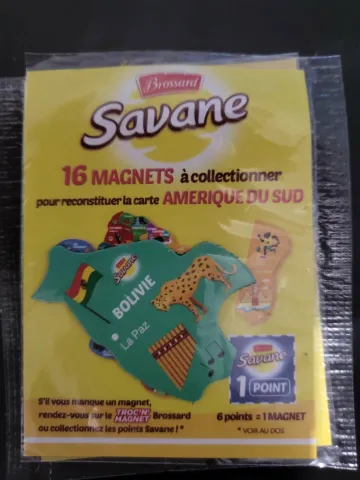 Brossard
Savane
16 MAGNETS à collectionner
pour reconstituer la carte AMERIQUE DU SUD
Savane
BOLIVIE
La Paz
Savane
1 POINT
S'il vous manque un magnet,
rendez-vous sur le TROC'N' MAGNET Brossard
ou collectionnez les points Savane ! *
6 points = 1 MAGNET
* VOIR AU DOS